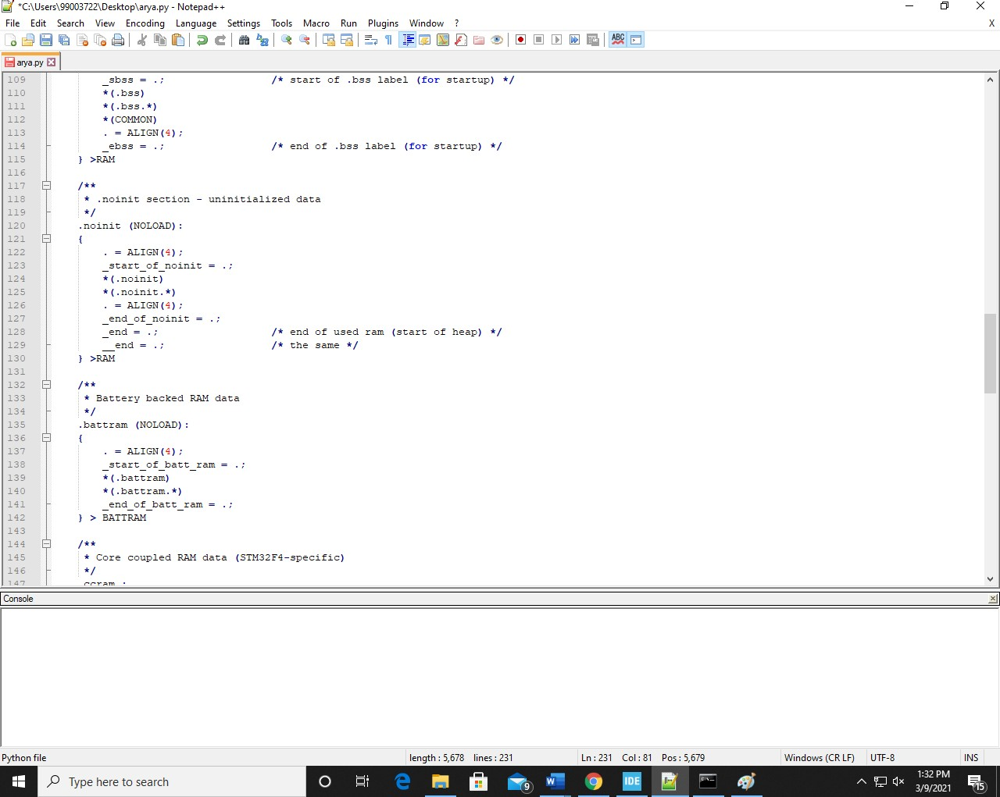 *C:\Users\99003722\Desktop\arya.py - Notepad++
File Edit Search View Encoding Language Settings Tools Macro Run Plugins Window ? X
arya.py
109 _sbss = .; /* start of .bss label (for startup) */
110 *(.bss)
111 *(.bss.*)
112 *(COMMON)
113 . = ALIGN(4);
114 _ebss = .; /* end of .bss label (for startup) */
115 } >RAM
116
117 /**
118 * .noinit section - uninitialized data
119 */
120 .noinit (NOLOAD):
121 {
122 . = ALIGN(4);
123 _start_of_noinit = .;
124 *(.noinit)
125 *(.noinit.*)
126 . = ALIGN(4);
127 _end_of_noinit = .;
128 _end = .; /* end of used ram (start of heap) */
129 __end = .; /* the same */
130 } >RAM
131
132 /**
133 * Battery backed RAM data
134 */
135 .battram (NOLOAD):
136 {
137 . = ALIGN(4);
138 _start_of_batt_ram = .;
139 *(.battram)
140 *(.battram.*)
141 _end_of_batt_ram = .;
142 } > BATTRAM
143
144 /**
145 * Core coupled RAM data (STM32F4-specific)
146 */
147 ccram :
Console
Python file length : 5,678 lines : 231 Ln : 231 Col : 81 Pos : 5,679 Windows (CR LF) UTF-8 INS
Type here to search 9 IDE 1:32 PM 15
3/9/2021